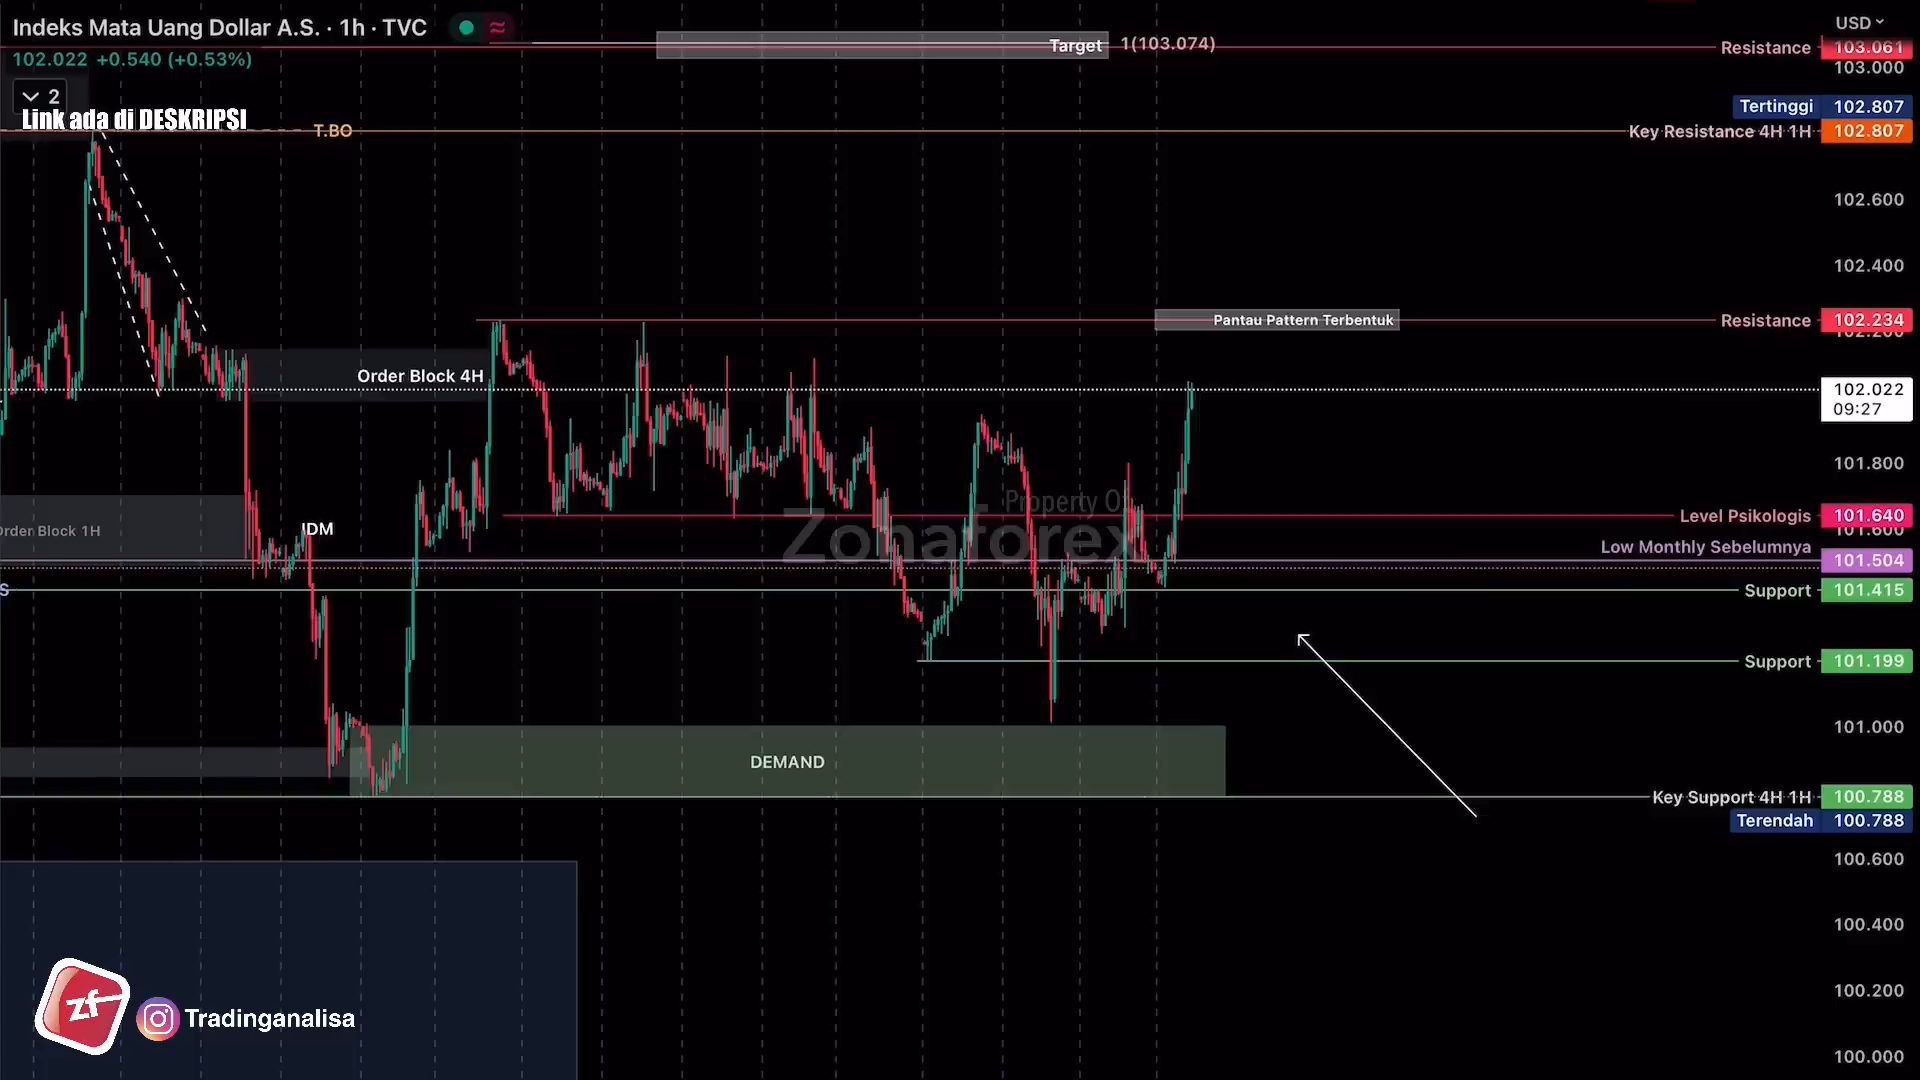 Indeks Mata Uang Dollar A.S. · 1h · TVC
USD
102.022 +0.540 (+0.53%)
2
Link ada di DESKRIPSI
Target 1(103.074)
Resistance 103.061
103.000
Tertinggi 102.807
T.BO
Key Resistance 4H 1H 102.807
102.600
102.400
Pantau Pattern Terbentuk
Resistance 102.234
102.200
Order Block 4H
102.022
09:27
101.800
Property Of
Zonaforex
Level Psikologis 101.640
101.600
Order Block 1H
IDM
Low Monthly Sebelumnya 101.504
S
Support 101.415
Support 101.199
101.000
DEMAND
Key Support 4H 1H 100.788
Terendah 100.788
100.600
100.400
100.200
100.000
zf
Tradinganalisa